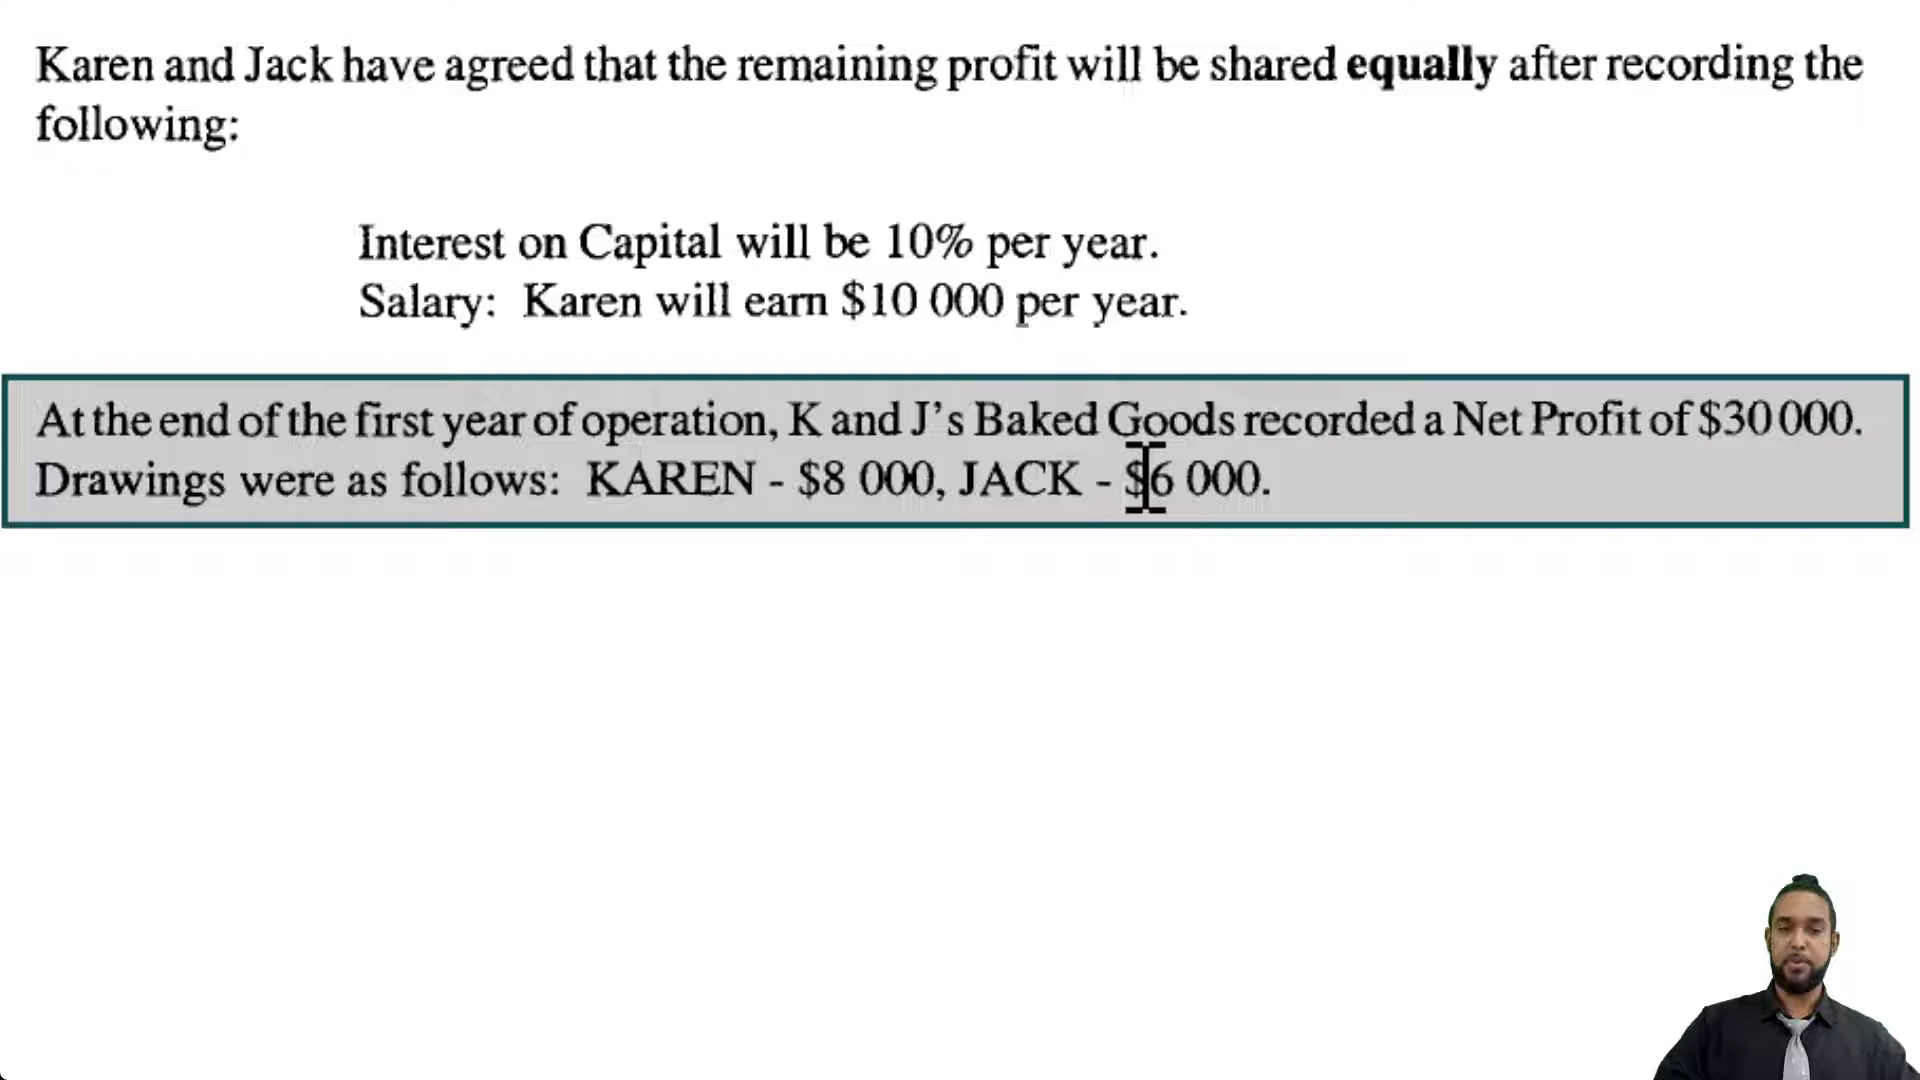 Karen and Jack have agreed that the remaining profit will be shared equally after recording the
following:
Interest on Capital will be 10% per year.
Salary: Karen will earn $10 000 per year.
At the end of the first year of operation, K and J’s Baked Goods recorded a Net Profit of $30 000.
Drawings were as follows: KAREN - $8 000, JACK - $6 000.